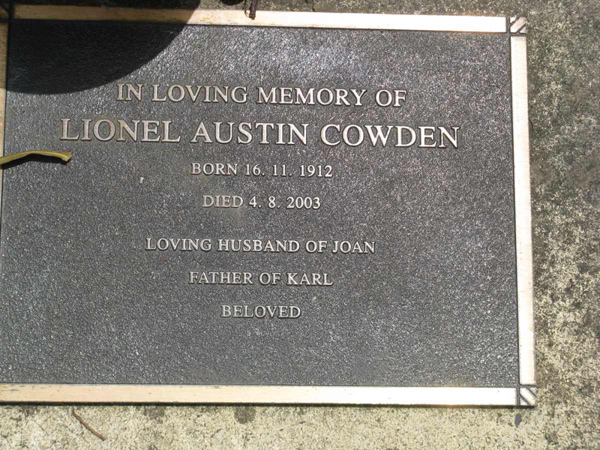 IN LOVING MEMORY OF
LIONEL AUSTIN COWDEN
BORN 16. 11. 1912
DIED 4. 8. 2003
LOVING HUSBAND OF JOAN
FATHER OF KARL
BELOVED